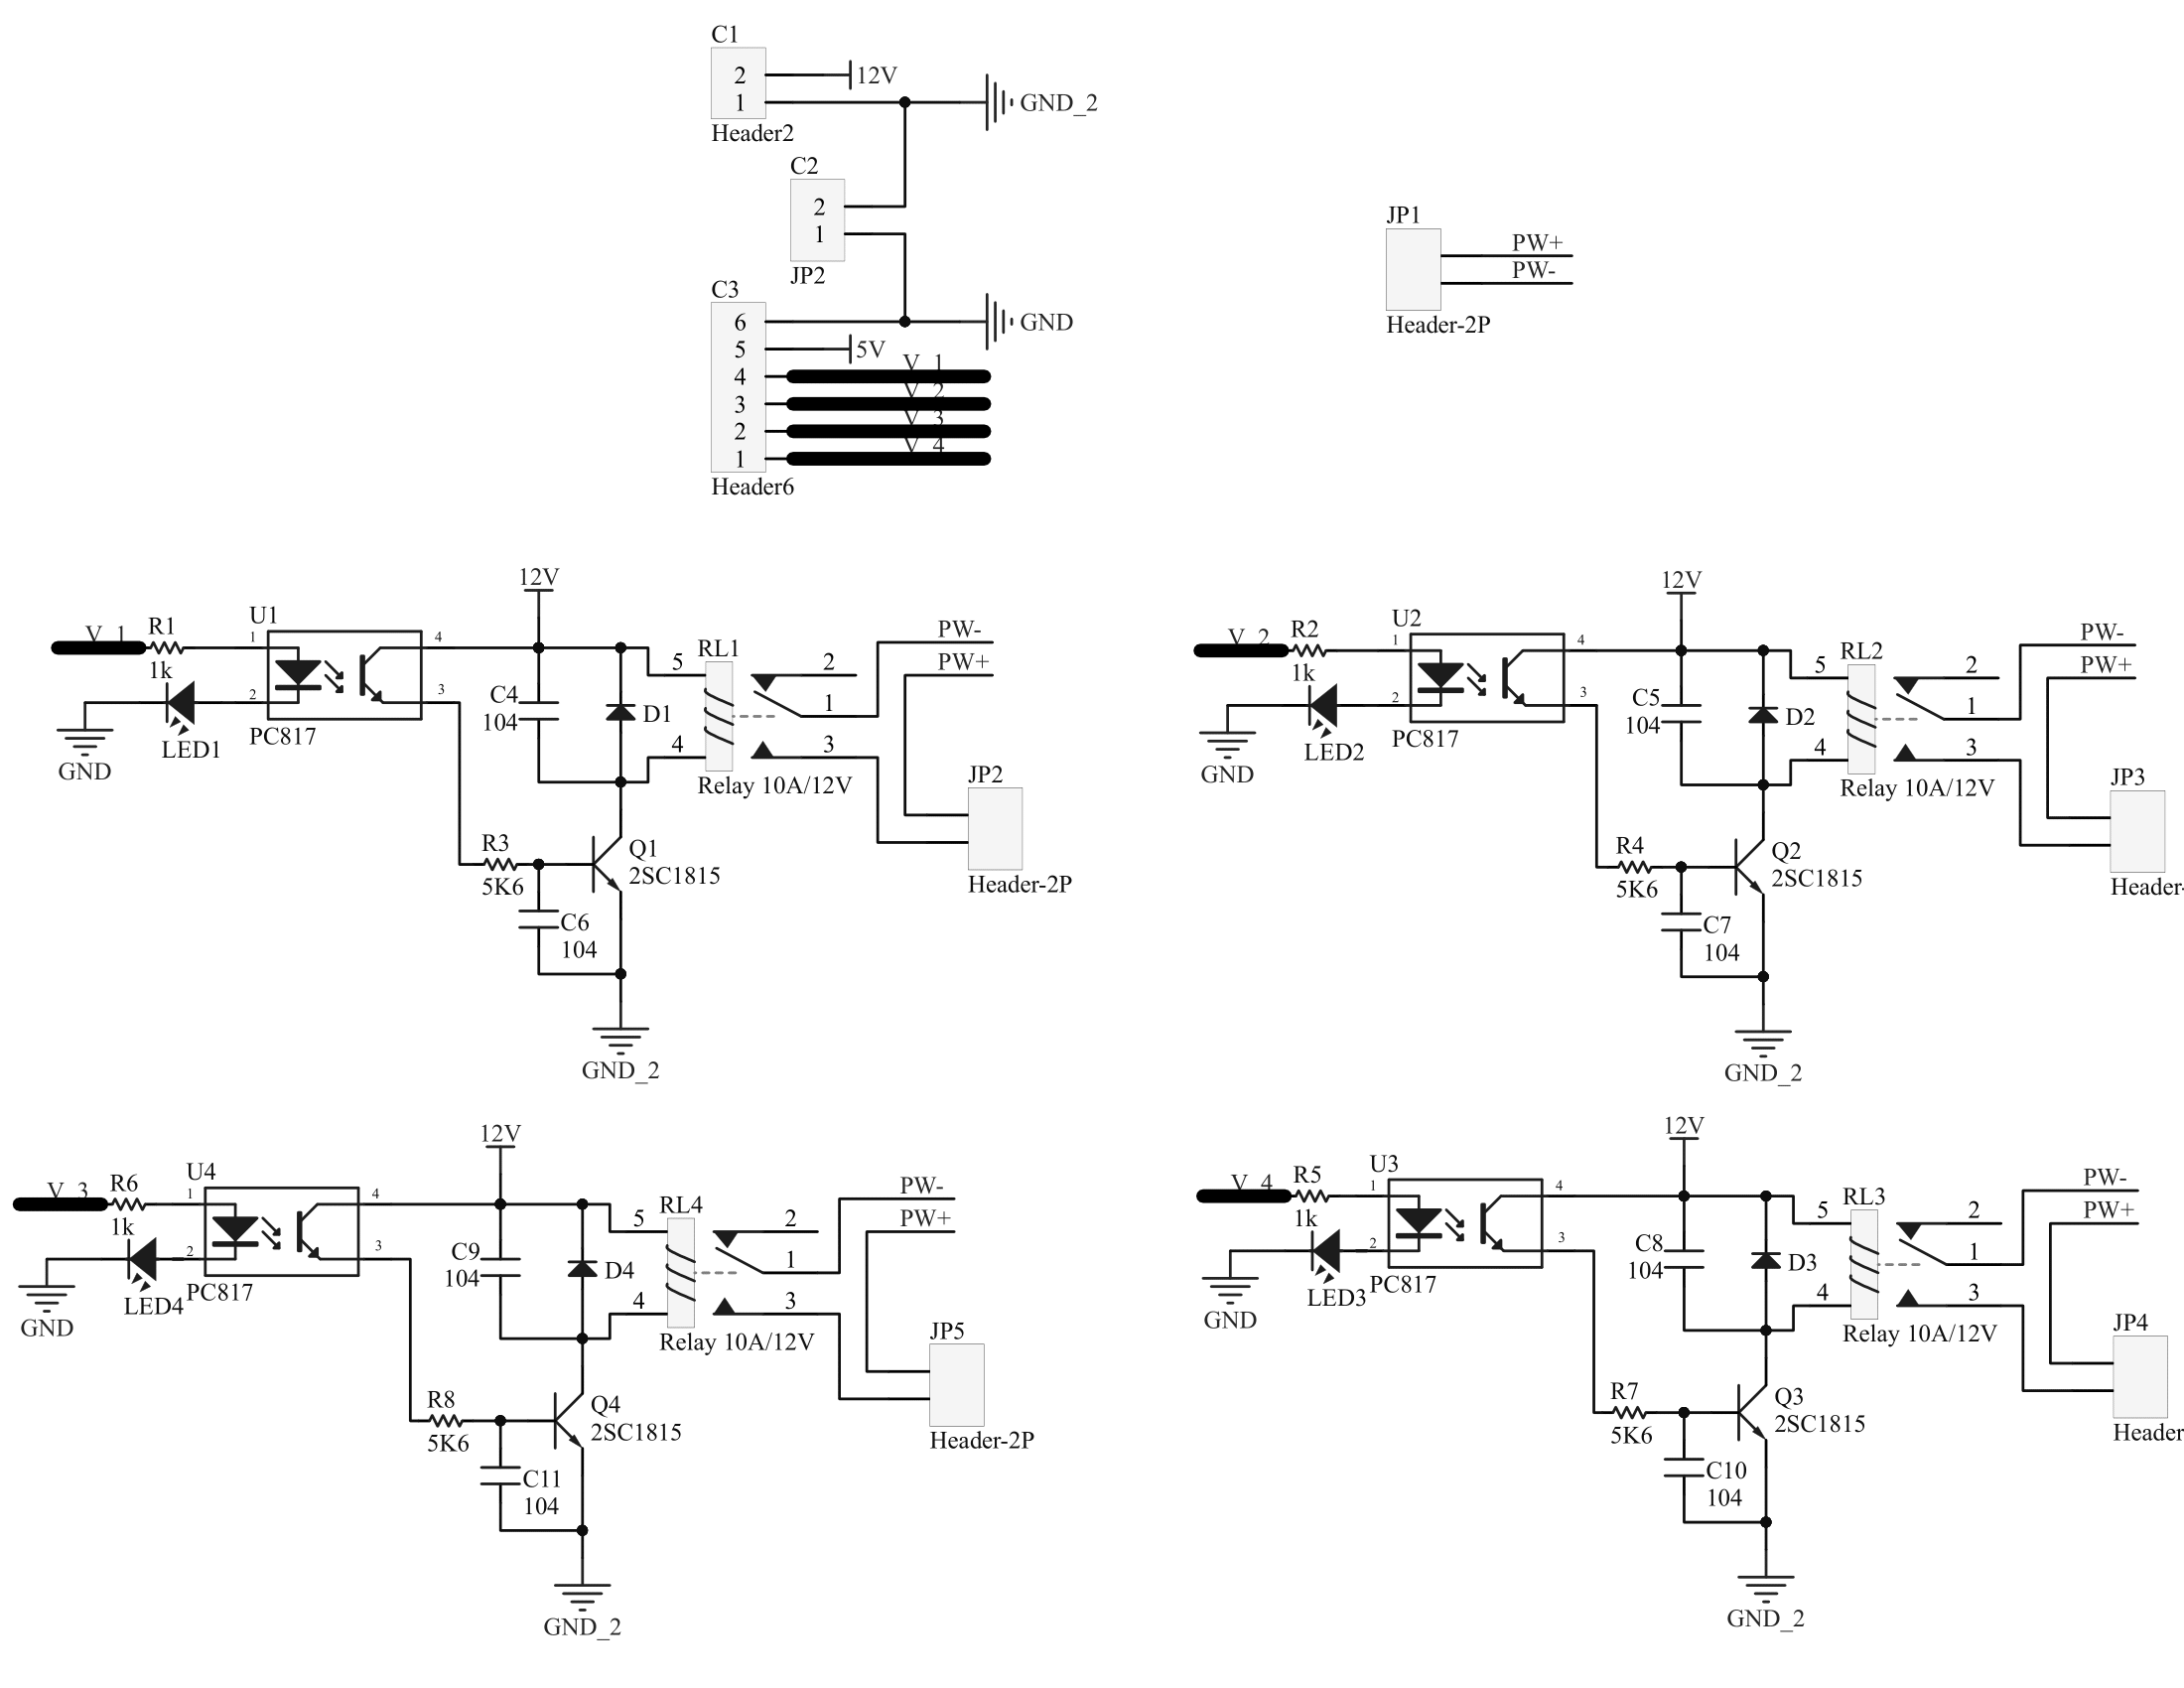 C1
2
12V
1
GND_2
Header2
C2
2
1
JP2
JP1
PW+
PW-
Header-2P
C3
6
GND
5
5V
4
V_1
3
V_2
2
V_3
1
V_4
Header6
12V
V_1
R1
1k
U1
1
4
2
3
PC817
LED1
GND
C4
104
D1
RL1
5
4
2
1
3
Relay 10A/12V
PW-
PW+
JP2
Header-2P
R3
5K6
Q1
2SC1815
C6
104
GND_2
12V
V_2
R2
1k
U2
1
4
2
3
PC817
LED2
GND
C5
104
D2
RL2
5
4
2
1
3
Relay 10A/12V
PW-
PW+
JP3
Header-
R4
5K6
Q2
2SC1815
C7
104
GND_2
12V
V_3
R6
1k
U4
1
4
2
3
PC817
LED4
GND
C9
104
D4
RL4
5
4
2
1
3
Relay 10A/12V
PW-
PW+
JP5
Header-2P
R8
5K6
Q4
2SC1815
C11
104
GND_2
12V
V_4
R5
1k
U3
1
4
2
3
PC817
LED3
GND
C8
104
D3
RL3
5
4
2
1
3
Relay 10A/12V
PW-
PW+
JP4
Header
R7
5K6
Q3
2SC1815
C10
104
GND_2